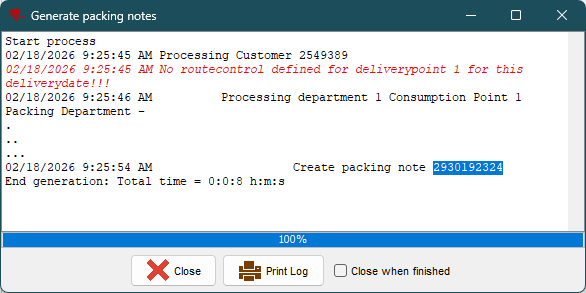 Generate packing notes
Start process
02/18/2026 9:25:45 AM Processing Customer 2549389
02/18/2026 9:25:45 AM No routecontrol defined for deliverypoint 1 for this
deliverydate!!!
02/18/2026 9:25:46 AM Processing department 1 Consumption Point 1
Packing Department -
.
..
...
02/18/2026 9:25:54 AM Create packing note 2930192324
End generation: Total time = 0:0:8 h:m:s
100%
Close Print Log Close when finished